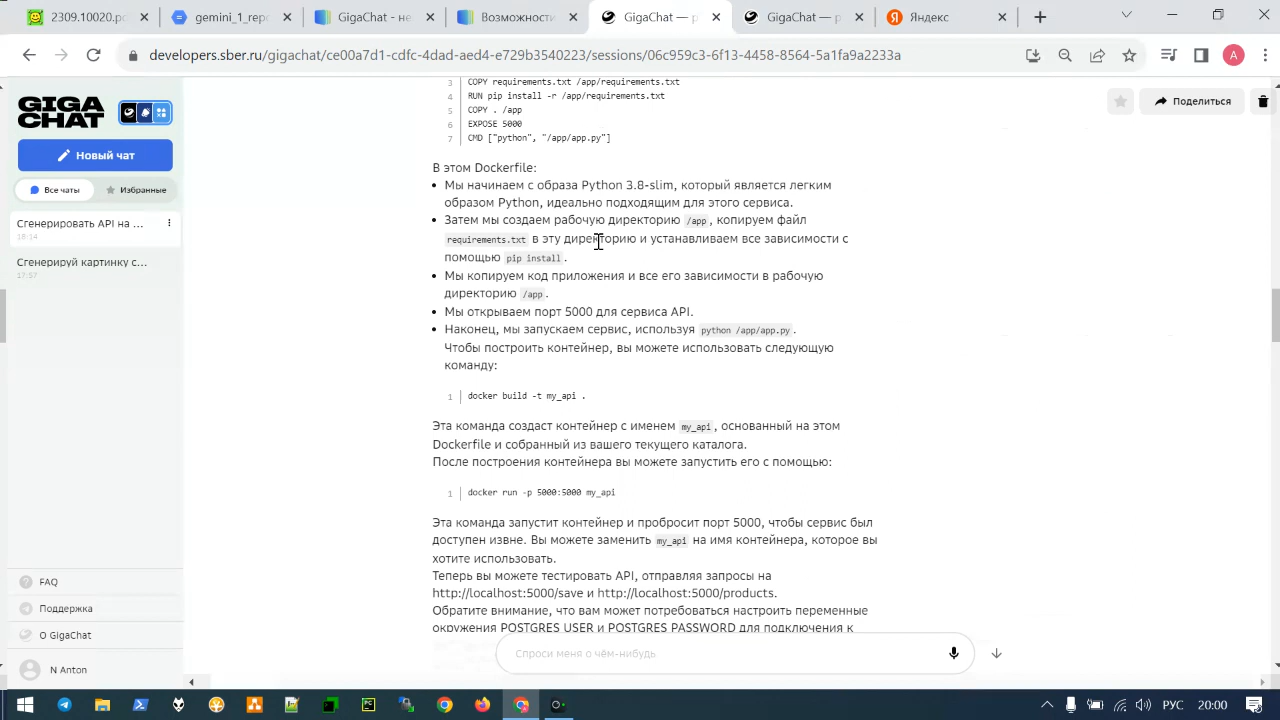 2309.1020
gemini_1_rep
GigaChat - не
Возможности
GigaChat — р
GigaChat — р
Яндекс
developers.sber.ru/gigachat/ce00a7d1-cdfc-4dad-aed4-e729b3540223/sessions/06c959c3-6f13-4458-8564-5a1fa9a2233a
A
GIGA
CHAT
Новый чат
Все чаты
Избранные
Сгенерировать API на ...
18:14
Сгенерируй картинку с...
17:57
FAQ
Поддержка
О GigaChat
N Anton
Поделиться
3 COPY requirements.txt /app/requirements.txt
4 RUN pip install -r /app/requirements.txt
5 COPY . /app
6 EXPOSE 5000
7 CMD ["python", "/app/app.py"]
В этом Dockerfile:
• Мы начинаем с образа Python 3.8-slim, который является легким
образом Python, идеально подходящим для этого сервиса.
• Затем мы создаем рабочую директорию /app, копируем файл
requirements.txt в эту директорию и устанавливаем все зависимости с
помощью pip install.
• Мы копируем код приложения и все его зависимости в рабочую
директорию /app.
• Мы открываем порт 5000 для сервиса API.
• Наконец, мы запускаем сервис, используя python /app/app.py.
Чтобы построить контейнер, вы можете использовать следующую
команду:
1 docker build -t my_api .
Эта команда создаст контейнер с именем my_api, основанный на этом
Dockerfile и собранный из вашего текущего каталога.
После построения контейнера вы можете запустить его с помощью:
1 docker run -p 5000:5000 my_api
Эта команда запустит контейнер и пробросит порт 5000, чтобы сервис был
доступен извне. Вы можете заменить my_api на имя контейнера, которое вы
хотите использовать.
Теперь вы можете тестировать API, отправляя запросы на
http://localhost:5000/save и http://localhost:5000/products.
Обратите внимание, что вам может потребоваться настроить переменные
окружения POSTGRES_USER и POSTGRES_PASSWORD для подключения к
Спроси меня о чём-нибудь
РУС
20:00